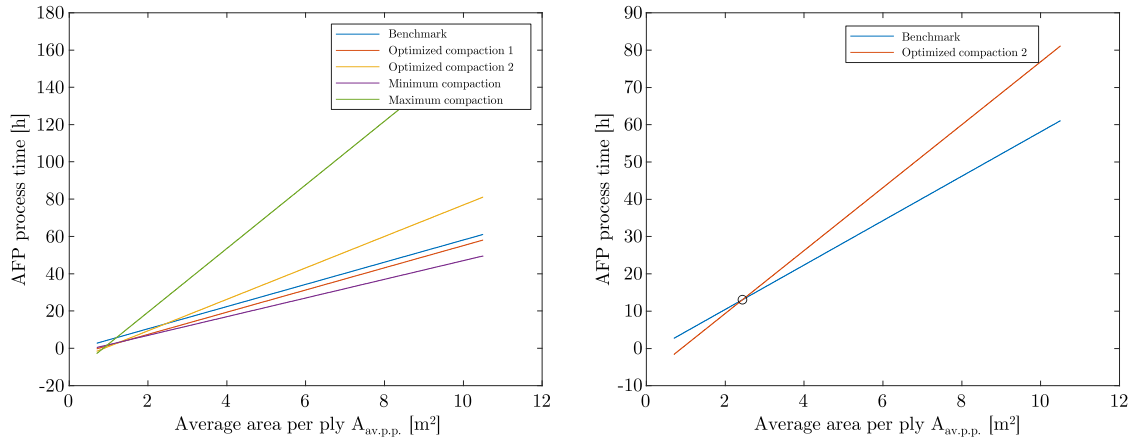 180
160
140
120
100
80
60
40
20
0
-20
AFP process time [h]
Benchmark
Optimized compaction 1
Optimized compaction 2
Minimum compaction
Maximum compaction
0 2 4 6 8 10 12
Average area per ply A_av.p.p. [m²]
90
80
70
60
50
40
30
20
10
0
-10
AFP process time [h]
Benchmark
Optimized compaction 2
0 2 4 6 8 10 12
Average area per ply A_av.p.p. [m²]